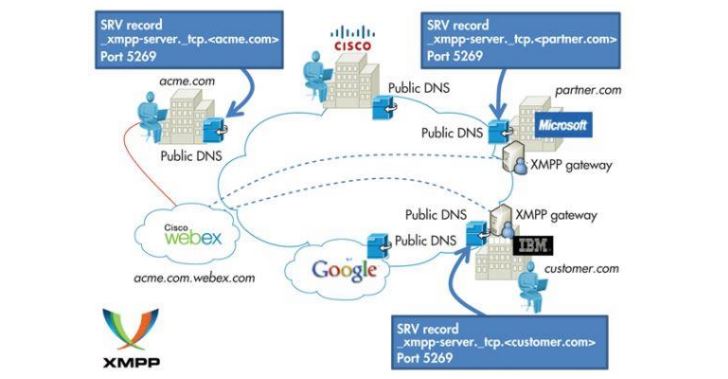 SRV record
_xmpp-server._tcp.<acme.com>
Port 5269
acme.com
Public DNS
CISCO
Public DNS
SRV record
_xmpp-server._tcp.<partner.com>
Port 5269
partner.com
Public DNS
Microsoft
XMPP gateway
Cisco
webex
acme.com.webex.com
Public DNS
XMPP gateway
IBM
Public DNS
Google
customer.com
SRV record
_xmpp-server._tcp.<customer.com>
Port 5269
XMPP